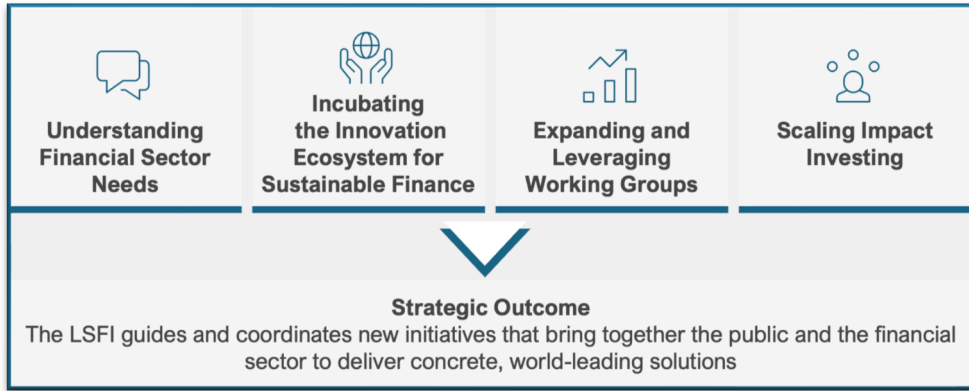 Understanding
Financial Sector
Needs
Incubating
the Innovation
Ecosystem for
Sustainable Finance
Expanding and
Leveraging
Working Groups
Scaling Impact
Investing
Strategic Outcome
The LSFI guides and coordinates new initiatives that bring together the public and the financial
sector to deliver concrete, world-leading solutions